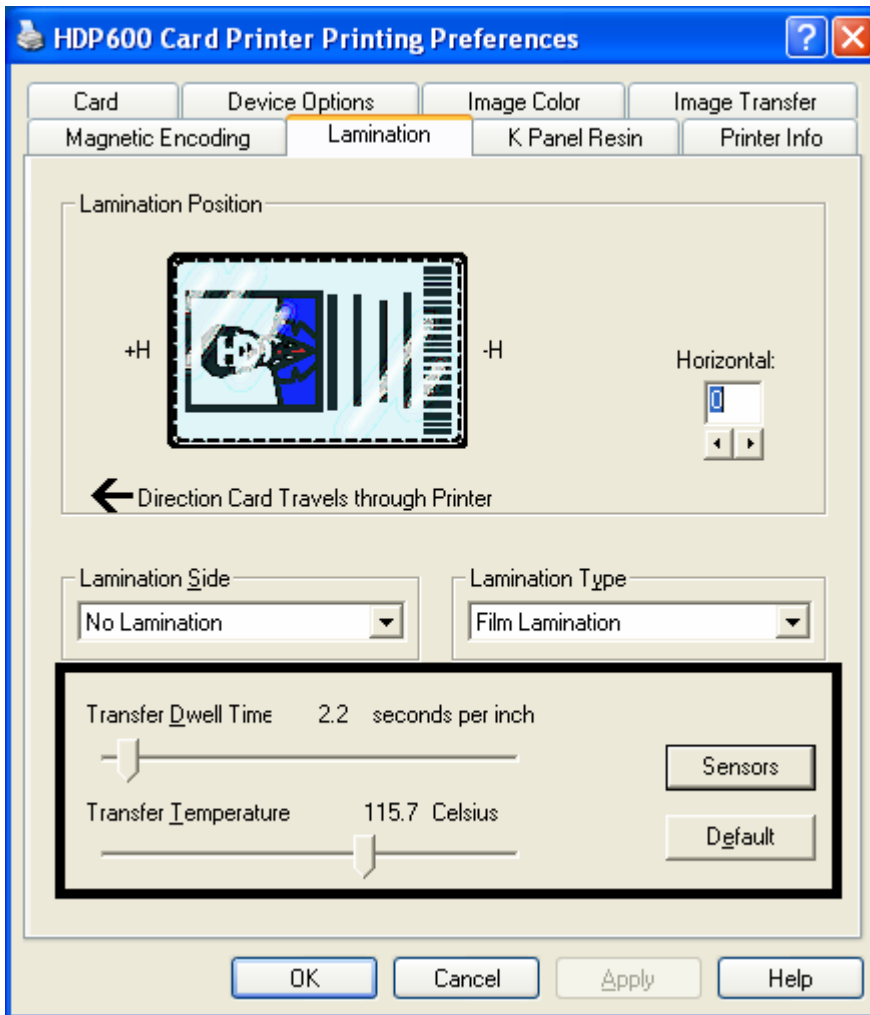 HDP600 Card Printer Printing Preferences
Card Device Options Image Color Image Transfer
Magnetic Encoding Lamination K Panel Resin Printer Info
Lamination Position
+H
HDP
-H
Horizontal:
0
Direction Card Travels through Printer
Lamination Side Lamination Type
No Lamination Film Lamination
Transfer Dwell Time 2.2 seconds per inch
Sensors
Transfer Temperature 115.7 Celsius
Default
OK Cancel Apply Help